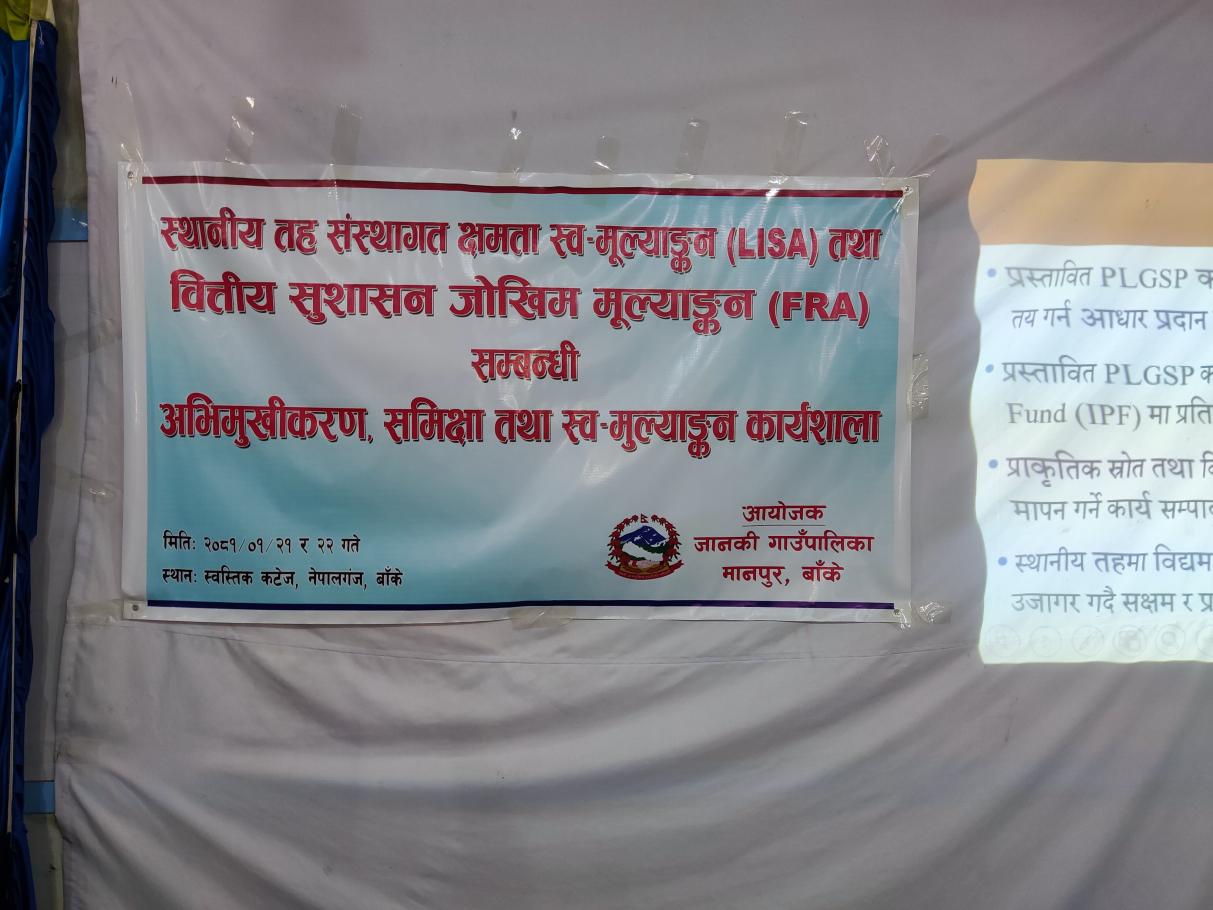 स्थानीय तह संस्थागत क्षमता स्व-मूल्याङ्कन (LISA) तथा
वित्तीय सुशासन जोखिम मूल्याङ्कन (FRA)
सम्बन्धी
अभिमुखीकरण, समिक्षा तथा स्व-मुल्याङ्कन कार्यशाला
मितिः २०८१/०१/२१ र २२ गते
स्थानः स्वस्तिक कटेज, नेपालगंज, बाँके
आयोजक
जानकी गाउँपालिका
मानपुर, बाँके
• प्रस्तावित PLGSP
तय गर्न आधार प्रदान
• प्रस्तावित PLGSP
Fund (IPF) मा
• प्राकृतिक स्रोत तथा
मापन गर्ने कार्य
• स्थानीय तहमा
उजागर गदै सक्षम र